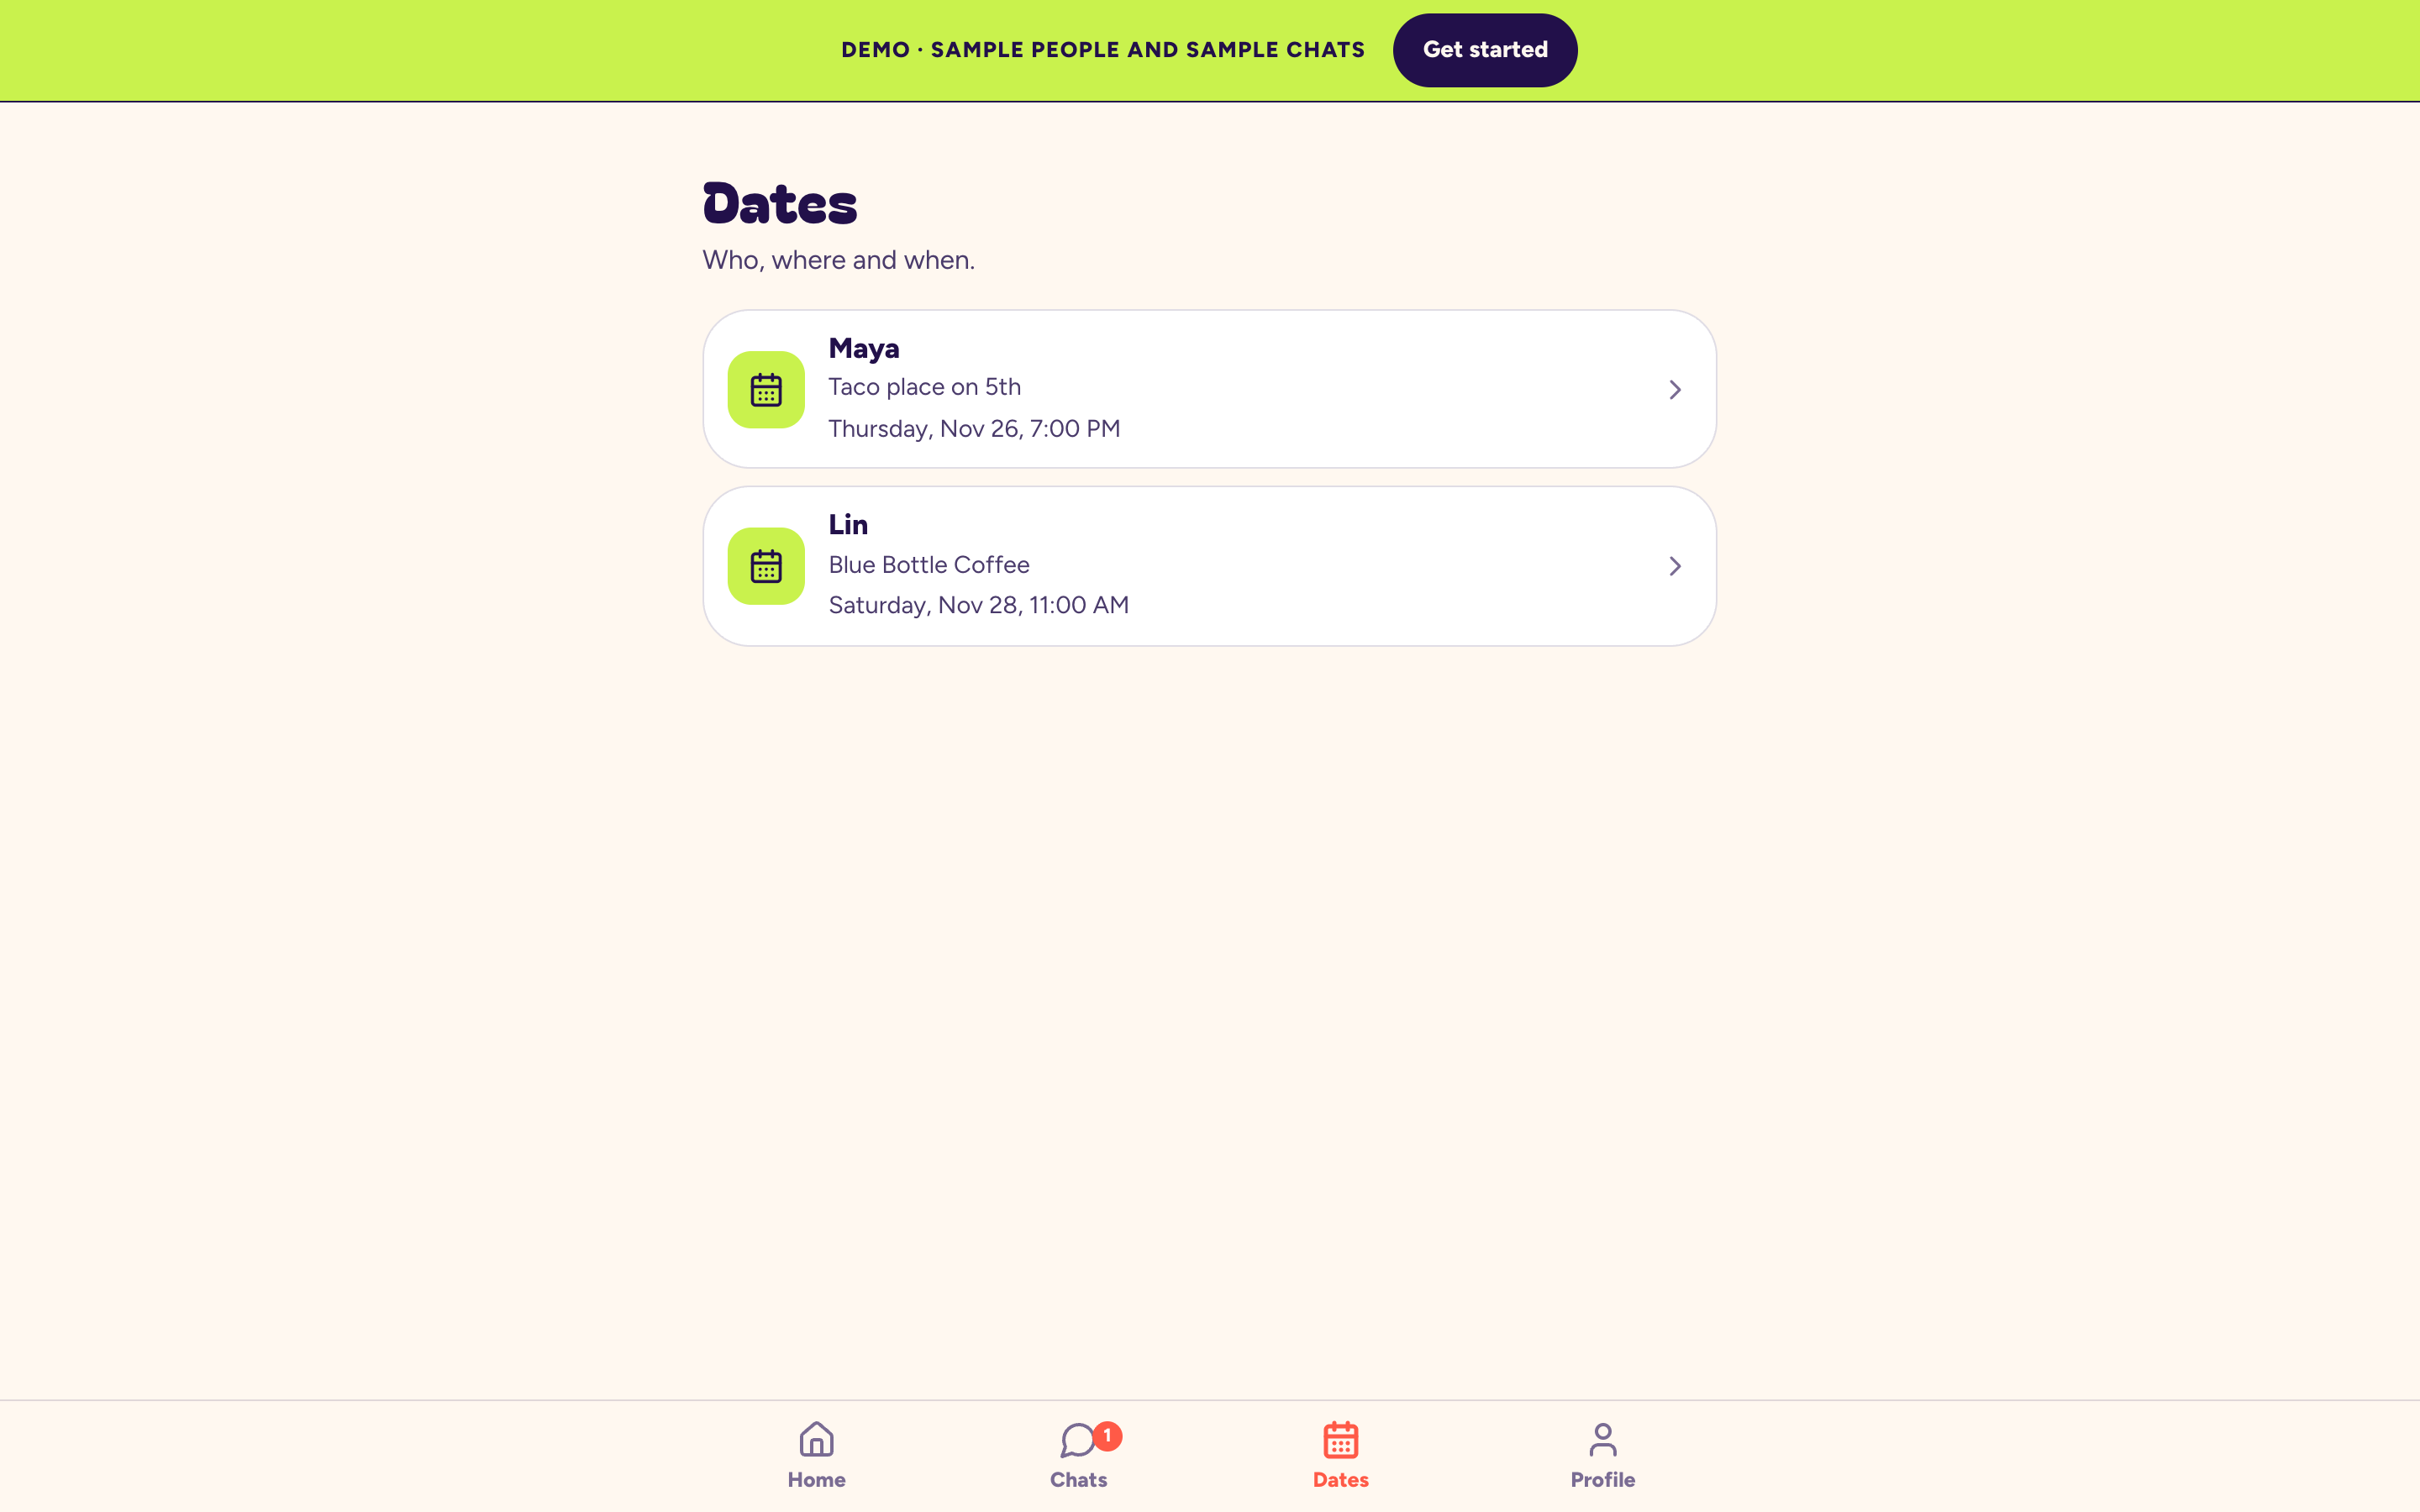 DEMO · SAMPLE PEOPLE AND SAMPLE CHATS
Get started
Dates
Who, where and when.
Maya
Taco place on 5th
Thursday, Nov 26, 7:00 PM
Lin
Blue Bottle Coffee
Saturday, Nov 28, 11:00 AM
1
Home
Chats
Dates
Profile